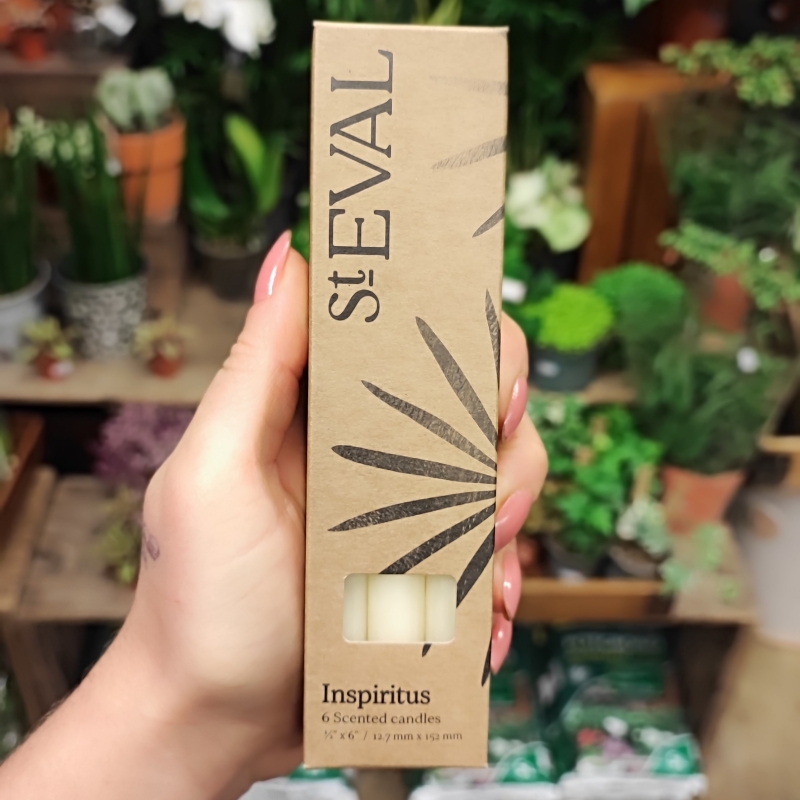 St EVAL
Inspiritus
6 Scented candles
½" x 6" / 12.7 mm x 152 mm